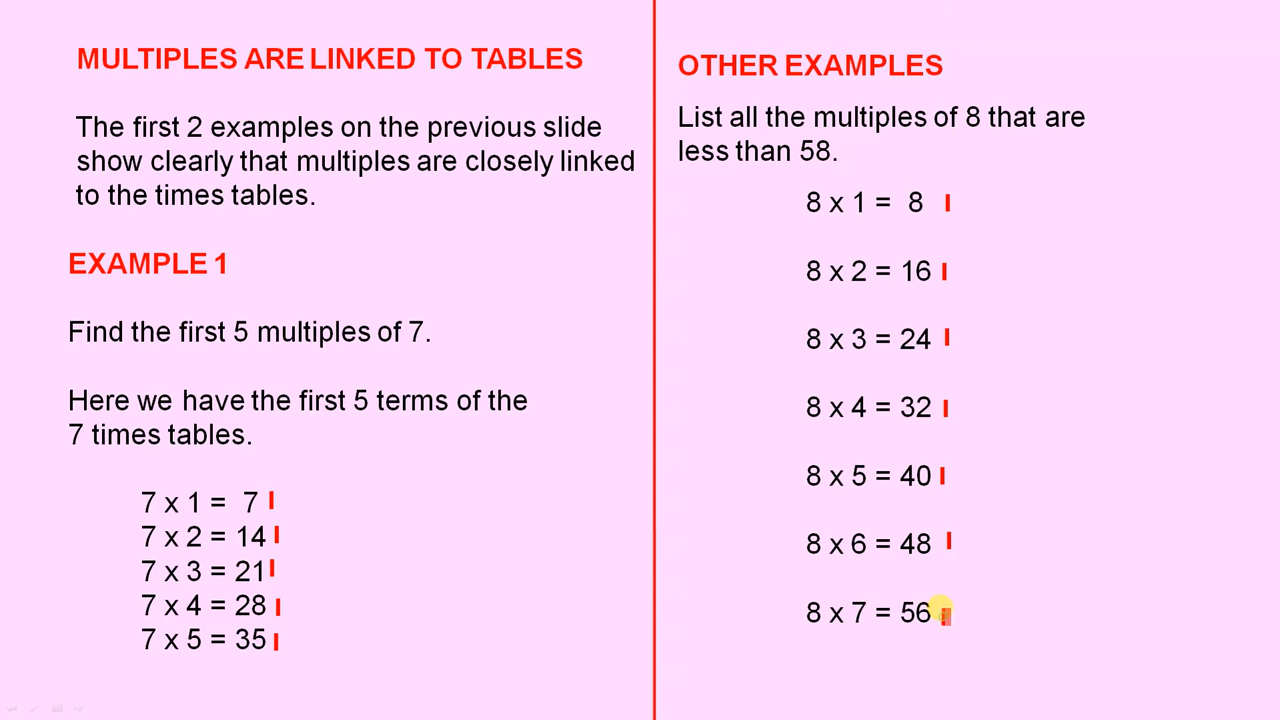 MULTIPLES ARE LINKED TO TABLES
The first 2 examples on the previous slide
show clearly that multiples are closely linked
to the times tables.
EXAMPLE 1
Find the first 5 multiples of 7.
Here we have the first 5 terms of the
7 times tables.
7 x 1 = 7
7 x 2 = 14
7 x 3 = 21
7 x 4 = 28
7 x 5 = 35
OTHER EXAMPLES
List all the multiples of 8 that are
less than 58.
8 x 1 = 8
8 x 2 = 16
8 x 3 = 24
8 x 4 = 32
8 x 5 = 40
8 x 6 = 48
8 x 7 = 56